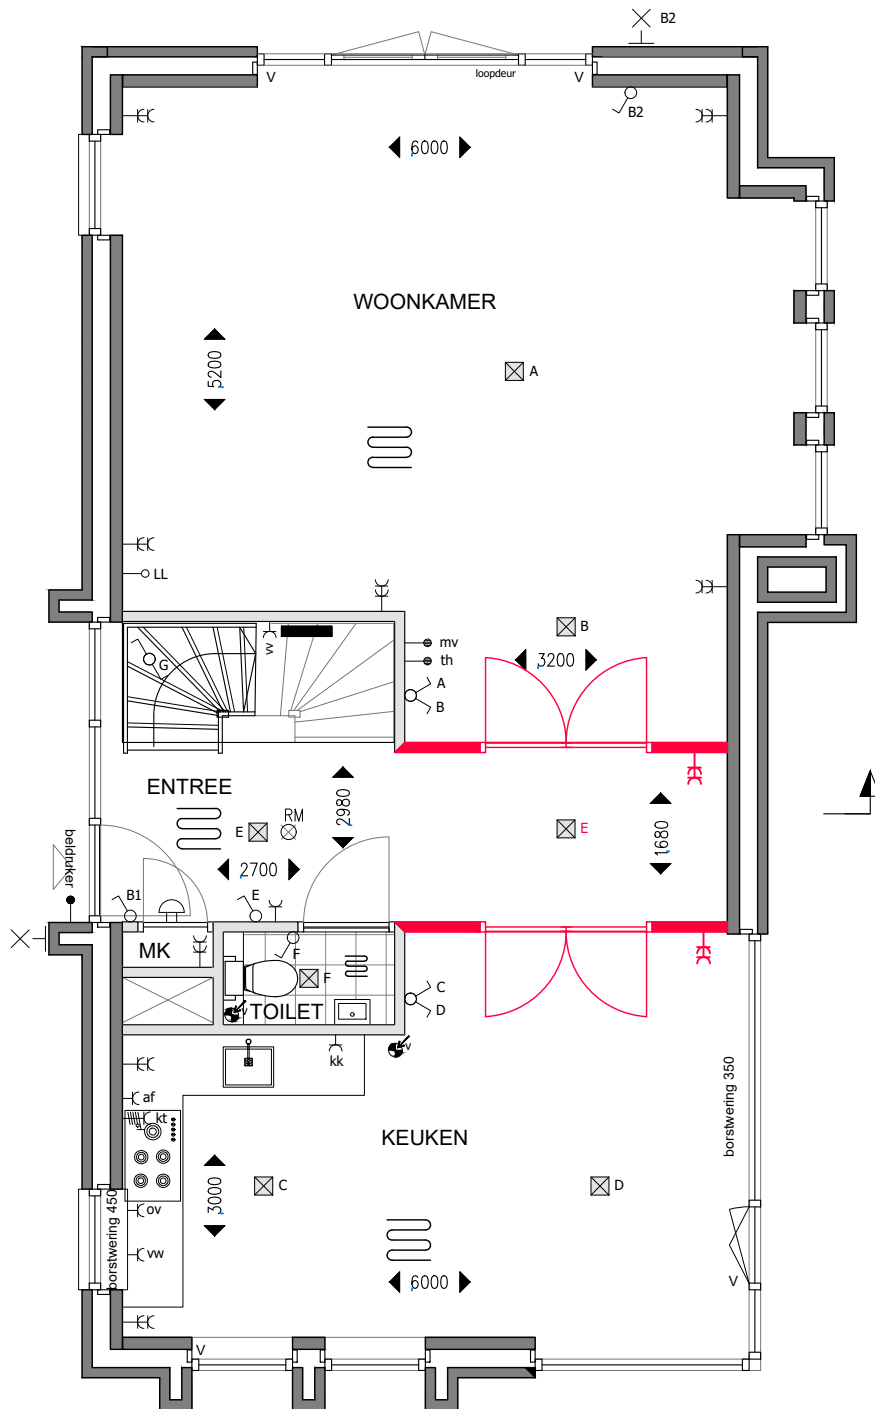 B2
V
loopdeur
V
B2
6000
WOONKAMER
5200
A
LL
B
mv
vv
3200
th
G
A
B
ENTREE
2980
RM
E
E
1680
2700
beldrukker
B1
E
MK
F
F
C
V
TOILET
D
V
kk
borstwering 350
af
kt
KEUKEN
3000
C
D
borstwering 450
ov
vw
6000
V
V